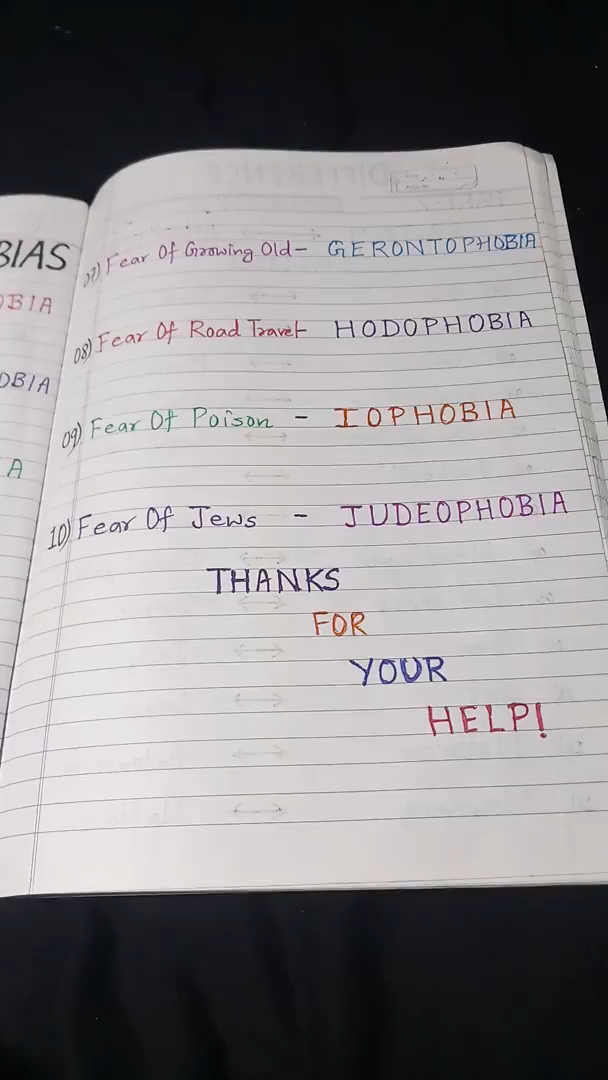 BIAS
OBIA
OBIA
A
07) Fear Of Growing Old - GERONTOPHOBIA
08) Fear Of Road Travel HODOPHOBIA
09) Fear Of Poison - IOPHOBIA
10) Fear Of Jews - JUDEOPHOBIA
THANKS
FOR
YOUR
HELP!